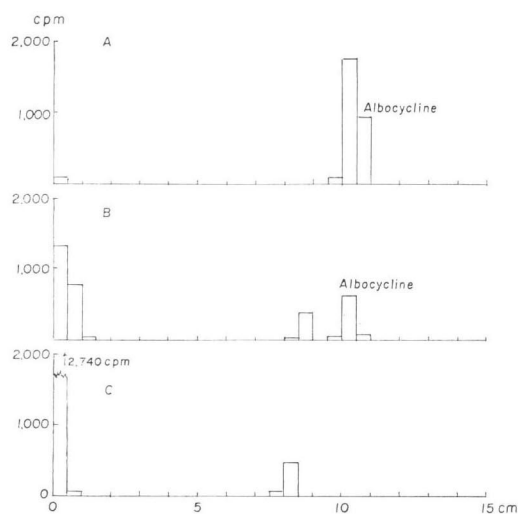 cpm
2,000 A
1,000 Albocycline
2,000 B
1,000 Albocycline
2,000 2,740 cpm
C
1,000
0
0 5 10 15 cm